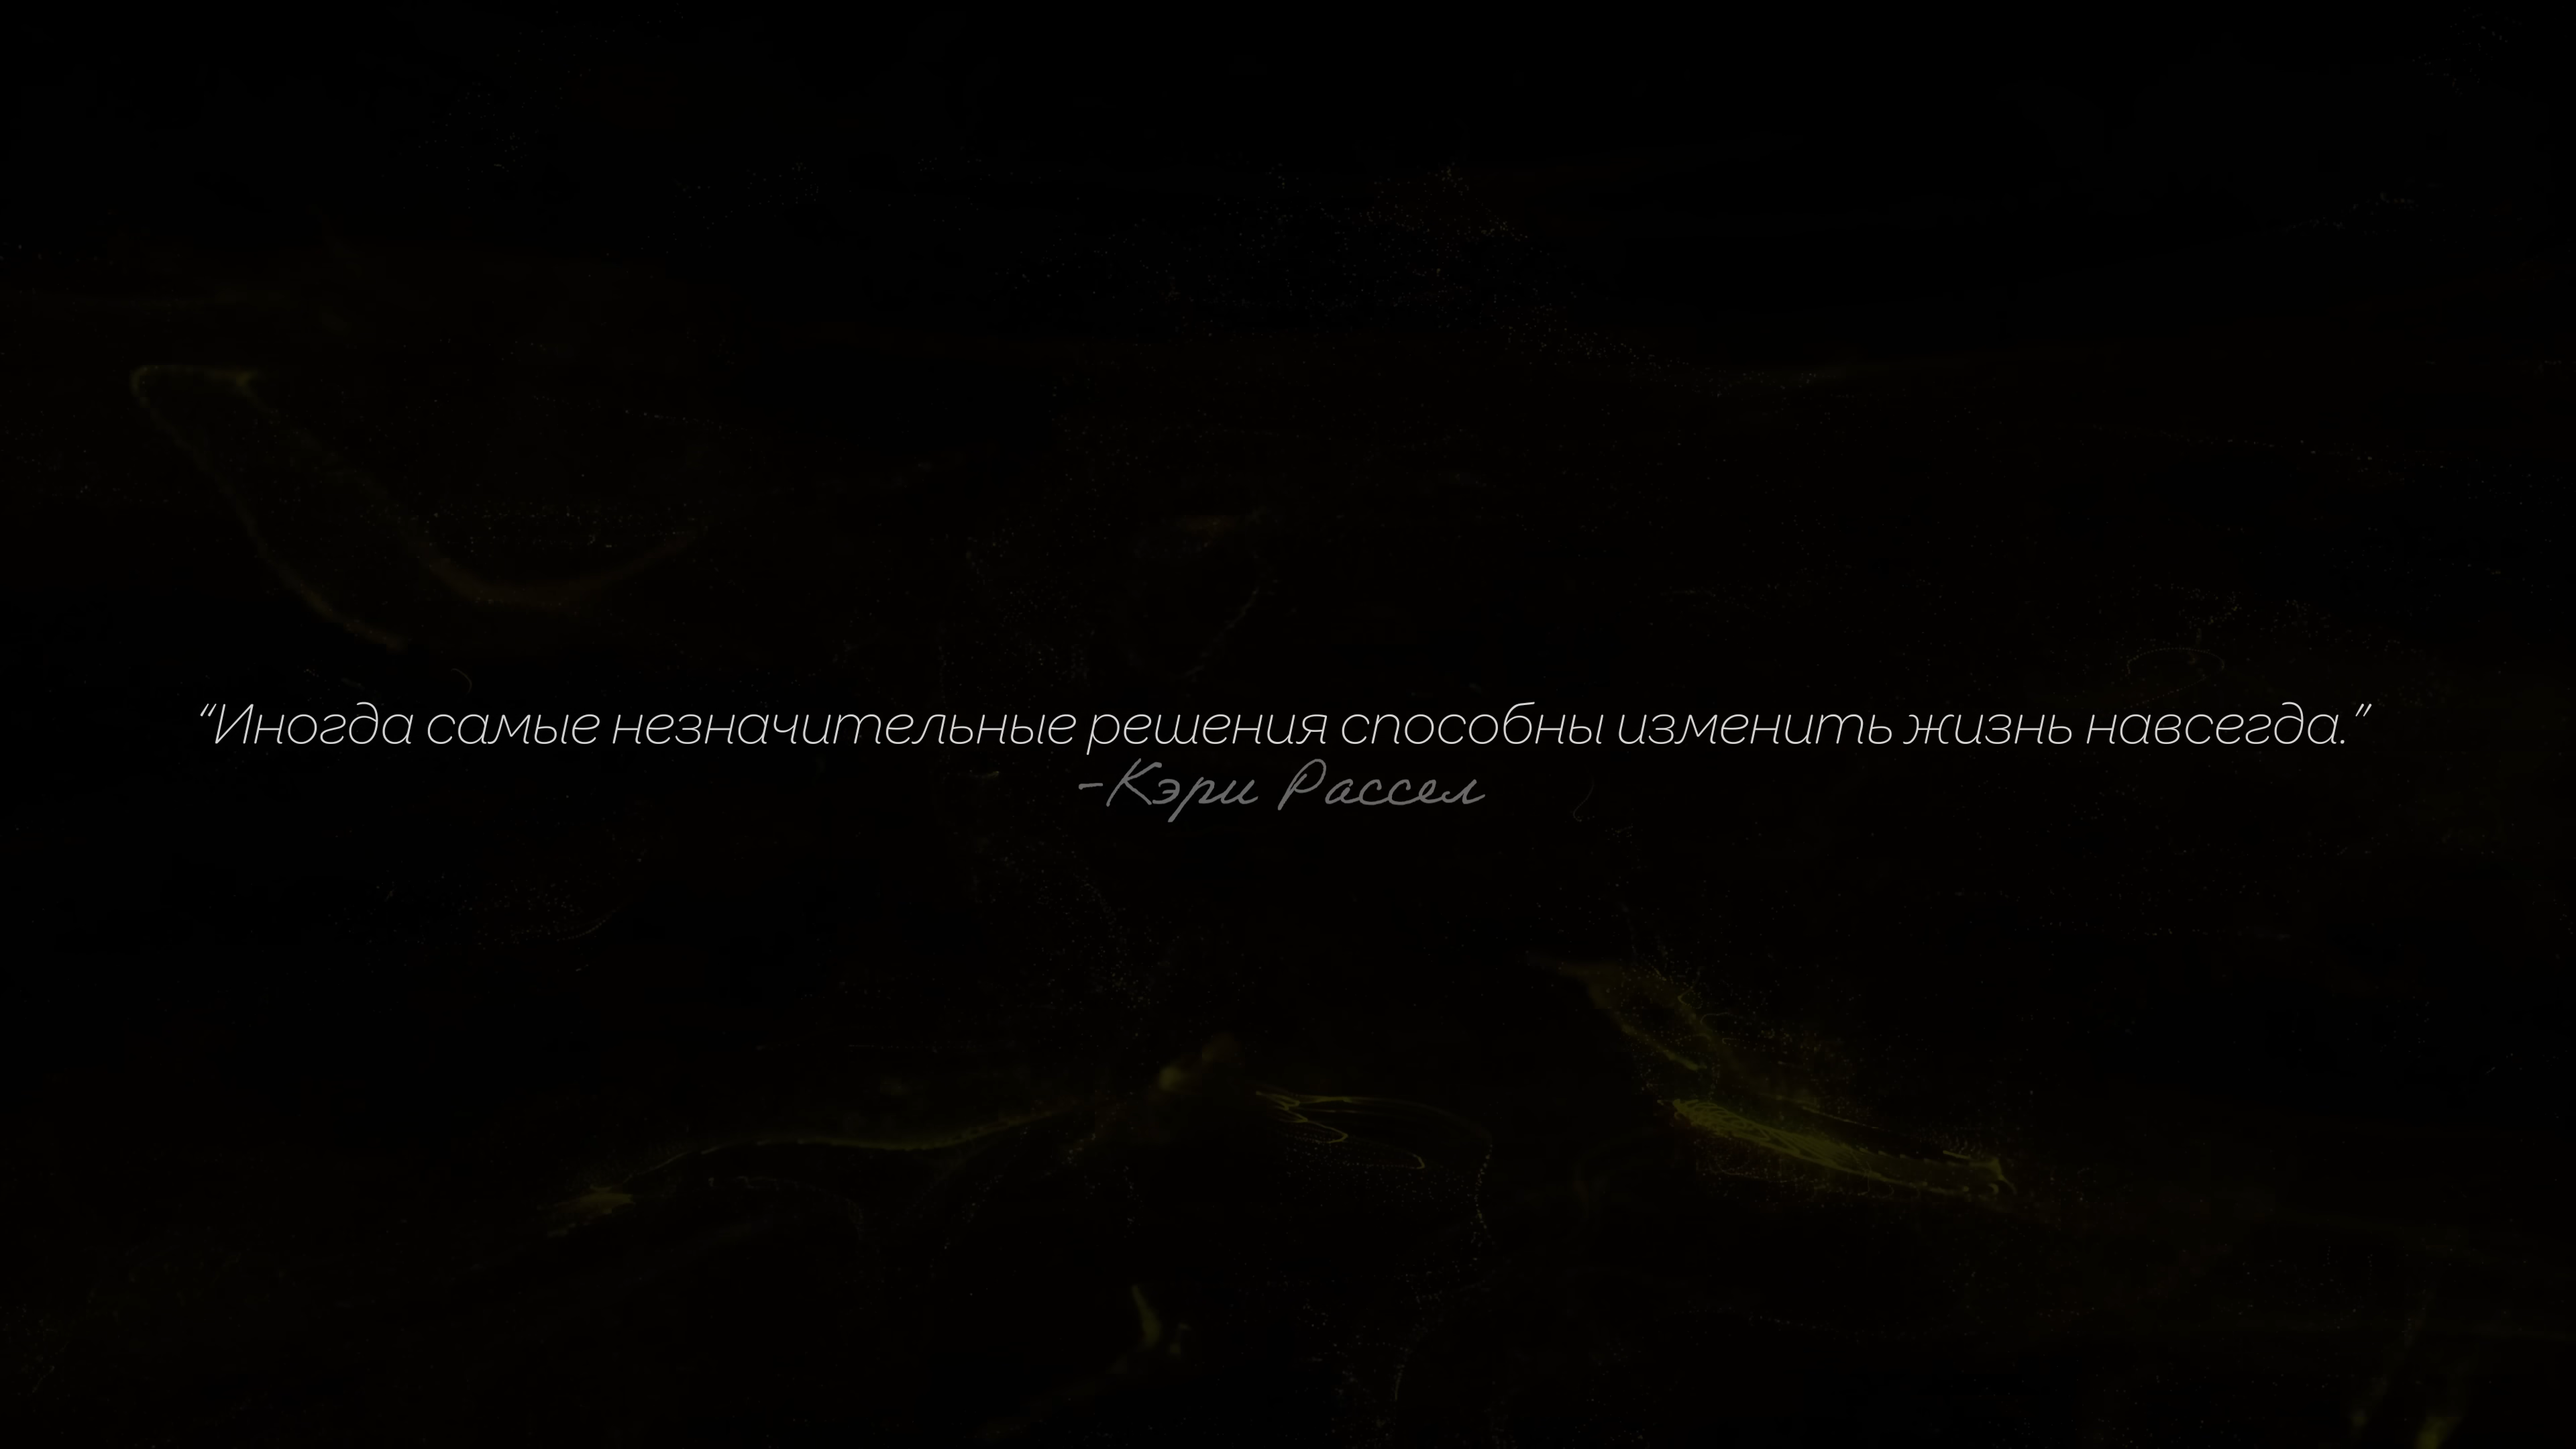 “Иногда самые незначительные решения способны изменить жизнь навсегда.”
-Кэри Рассел